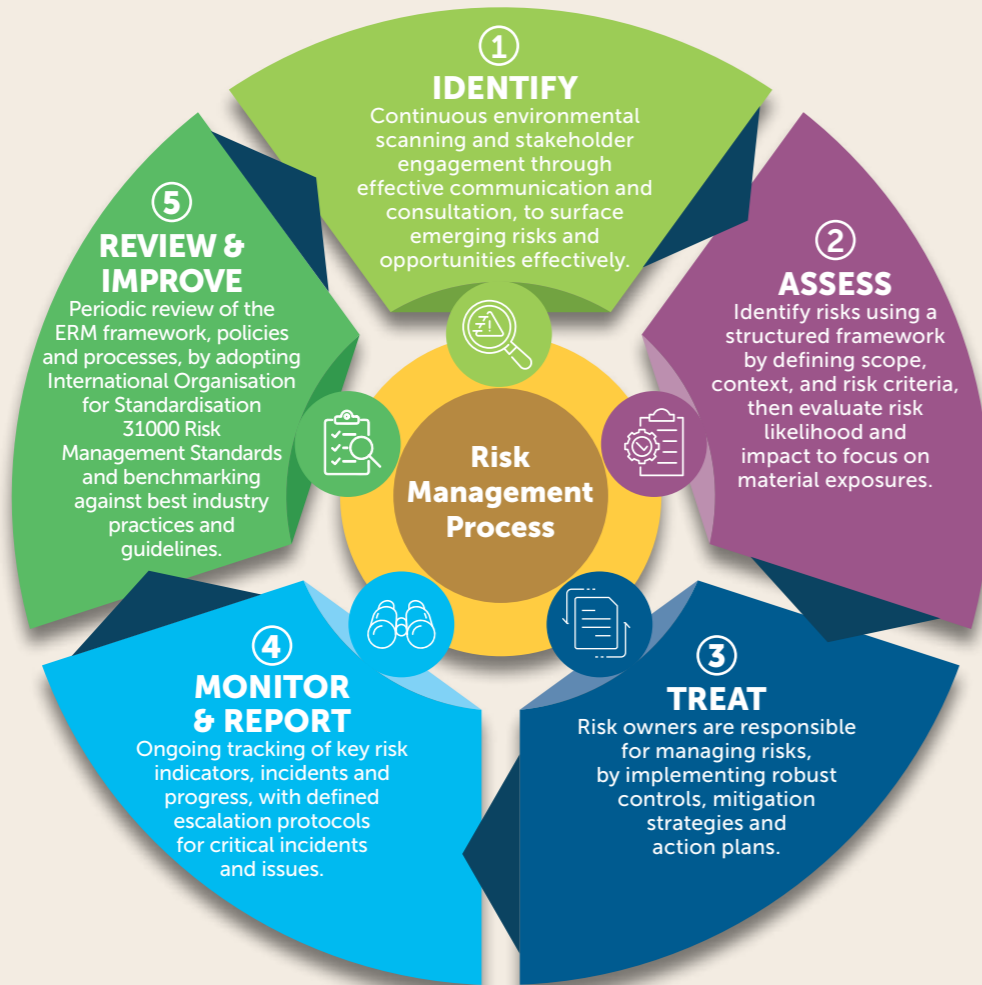 1
IDENTIFY
Continuous environmental
scanning and stakeholder
engagement through
effective communication and
consultation, to surface
emerging risks and
opportunities effectively.
2
ASSESS
Identify risks using a
structured framework
by defining scope,
context, and risk criteria,
then evaluate risk
likelihood and
impact to focus on
material exposures.
3
TREAT
Risk owners are responsible
for managing risks,
by implementing robust
controls, mitigation
strategies and
action plans.
4
MONITOR
& REPORT
Ongoing tracking of key risk
indicators, incidents and
progress, with defined
escalation protocols
for critical incidents
and issues.
5
REVIEW &
IMPROVE
Periodic review of the
ERM framework, policies
and processes, by adopting
International Organisation
for Standardisation
31000 Risk
Management Standards
and benchmarking
against best industry
practices and
guidelines.
Risk
Management
Process